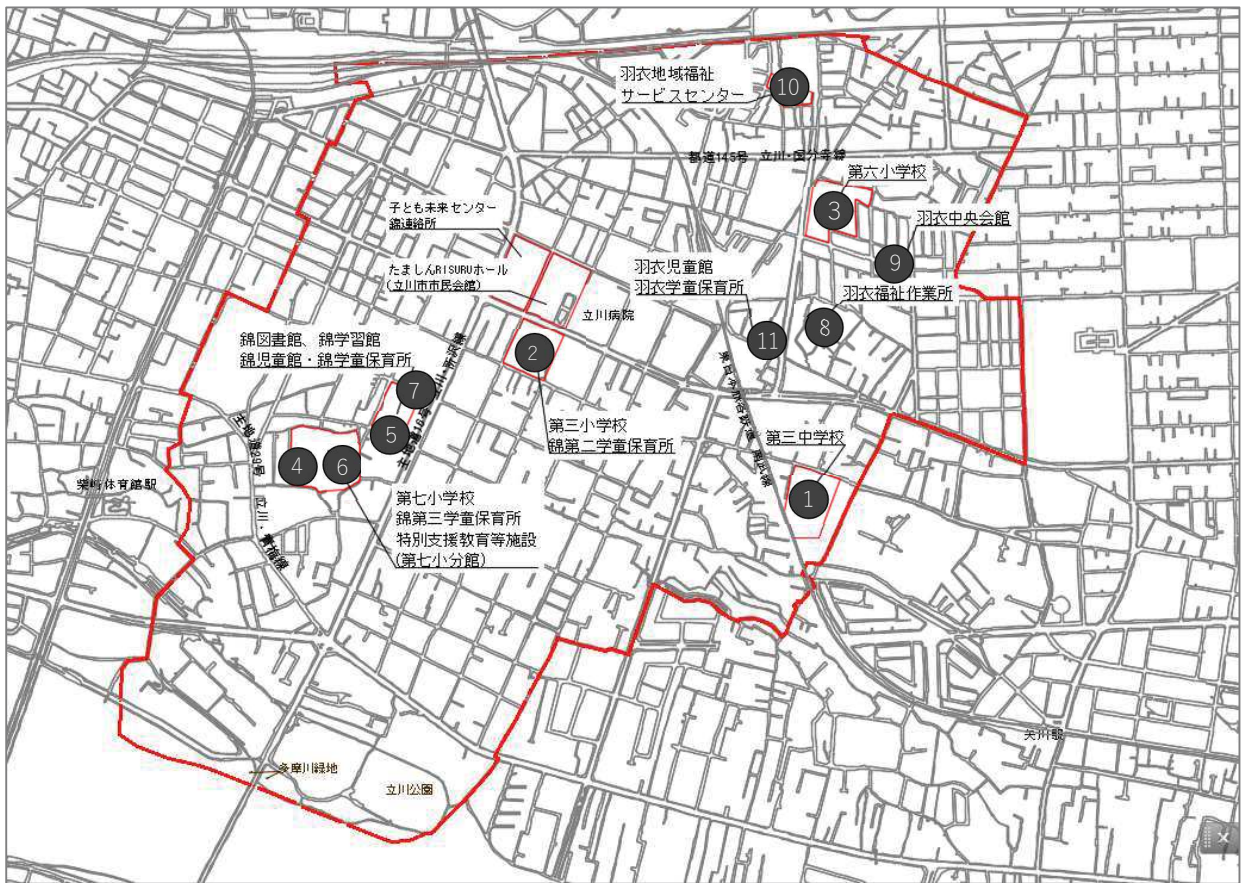 羽衣地域福祉
サービスセンター
10
都道145号 立川・国分寺線
第六小学校
3
子ども未来センター
錦連絡所
羽衣中央会館
9
たましんRISURUホール
(立川市市民会館)
羽衣児童館
羽衣学童保育所
羽衣福祉作業所
立川病院
8
11
錦図書館、錦学習館
錦児童館・錦学童保育所
2
7
5
第三小学校
錦第二学童保育所
第三中学校
4
6
1
柴崎体育館駅
第七小学校
錦第三学童保育所
特別支援教育等施設
(第七小分館)
矢川駅
多摩川緑地
立川公園